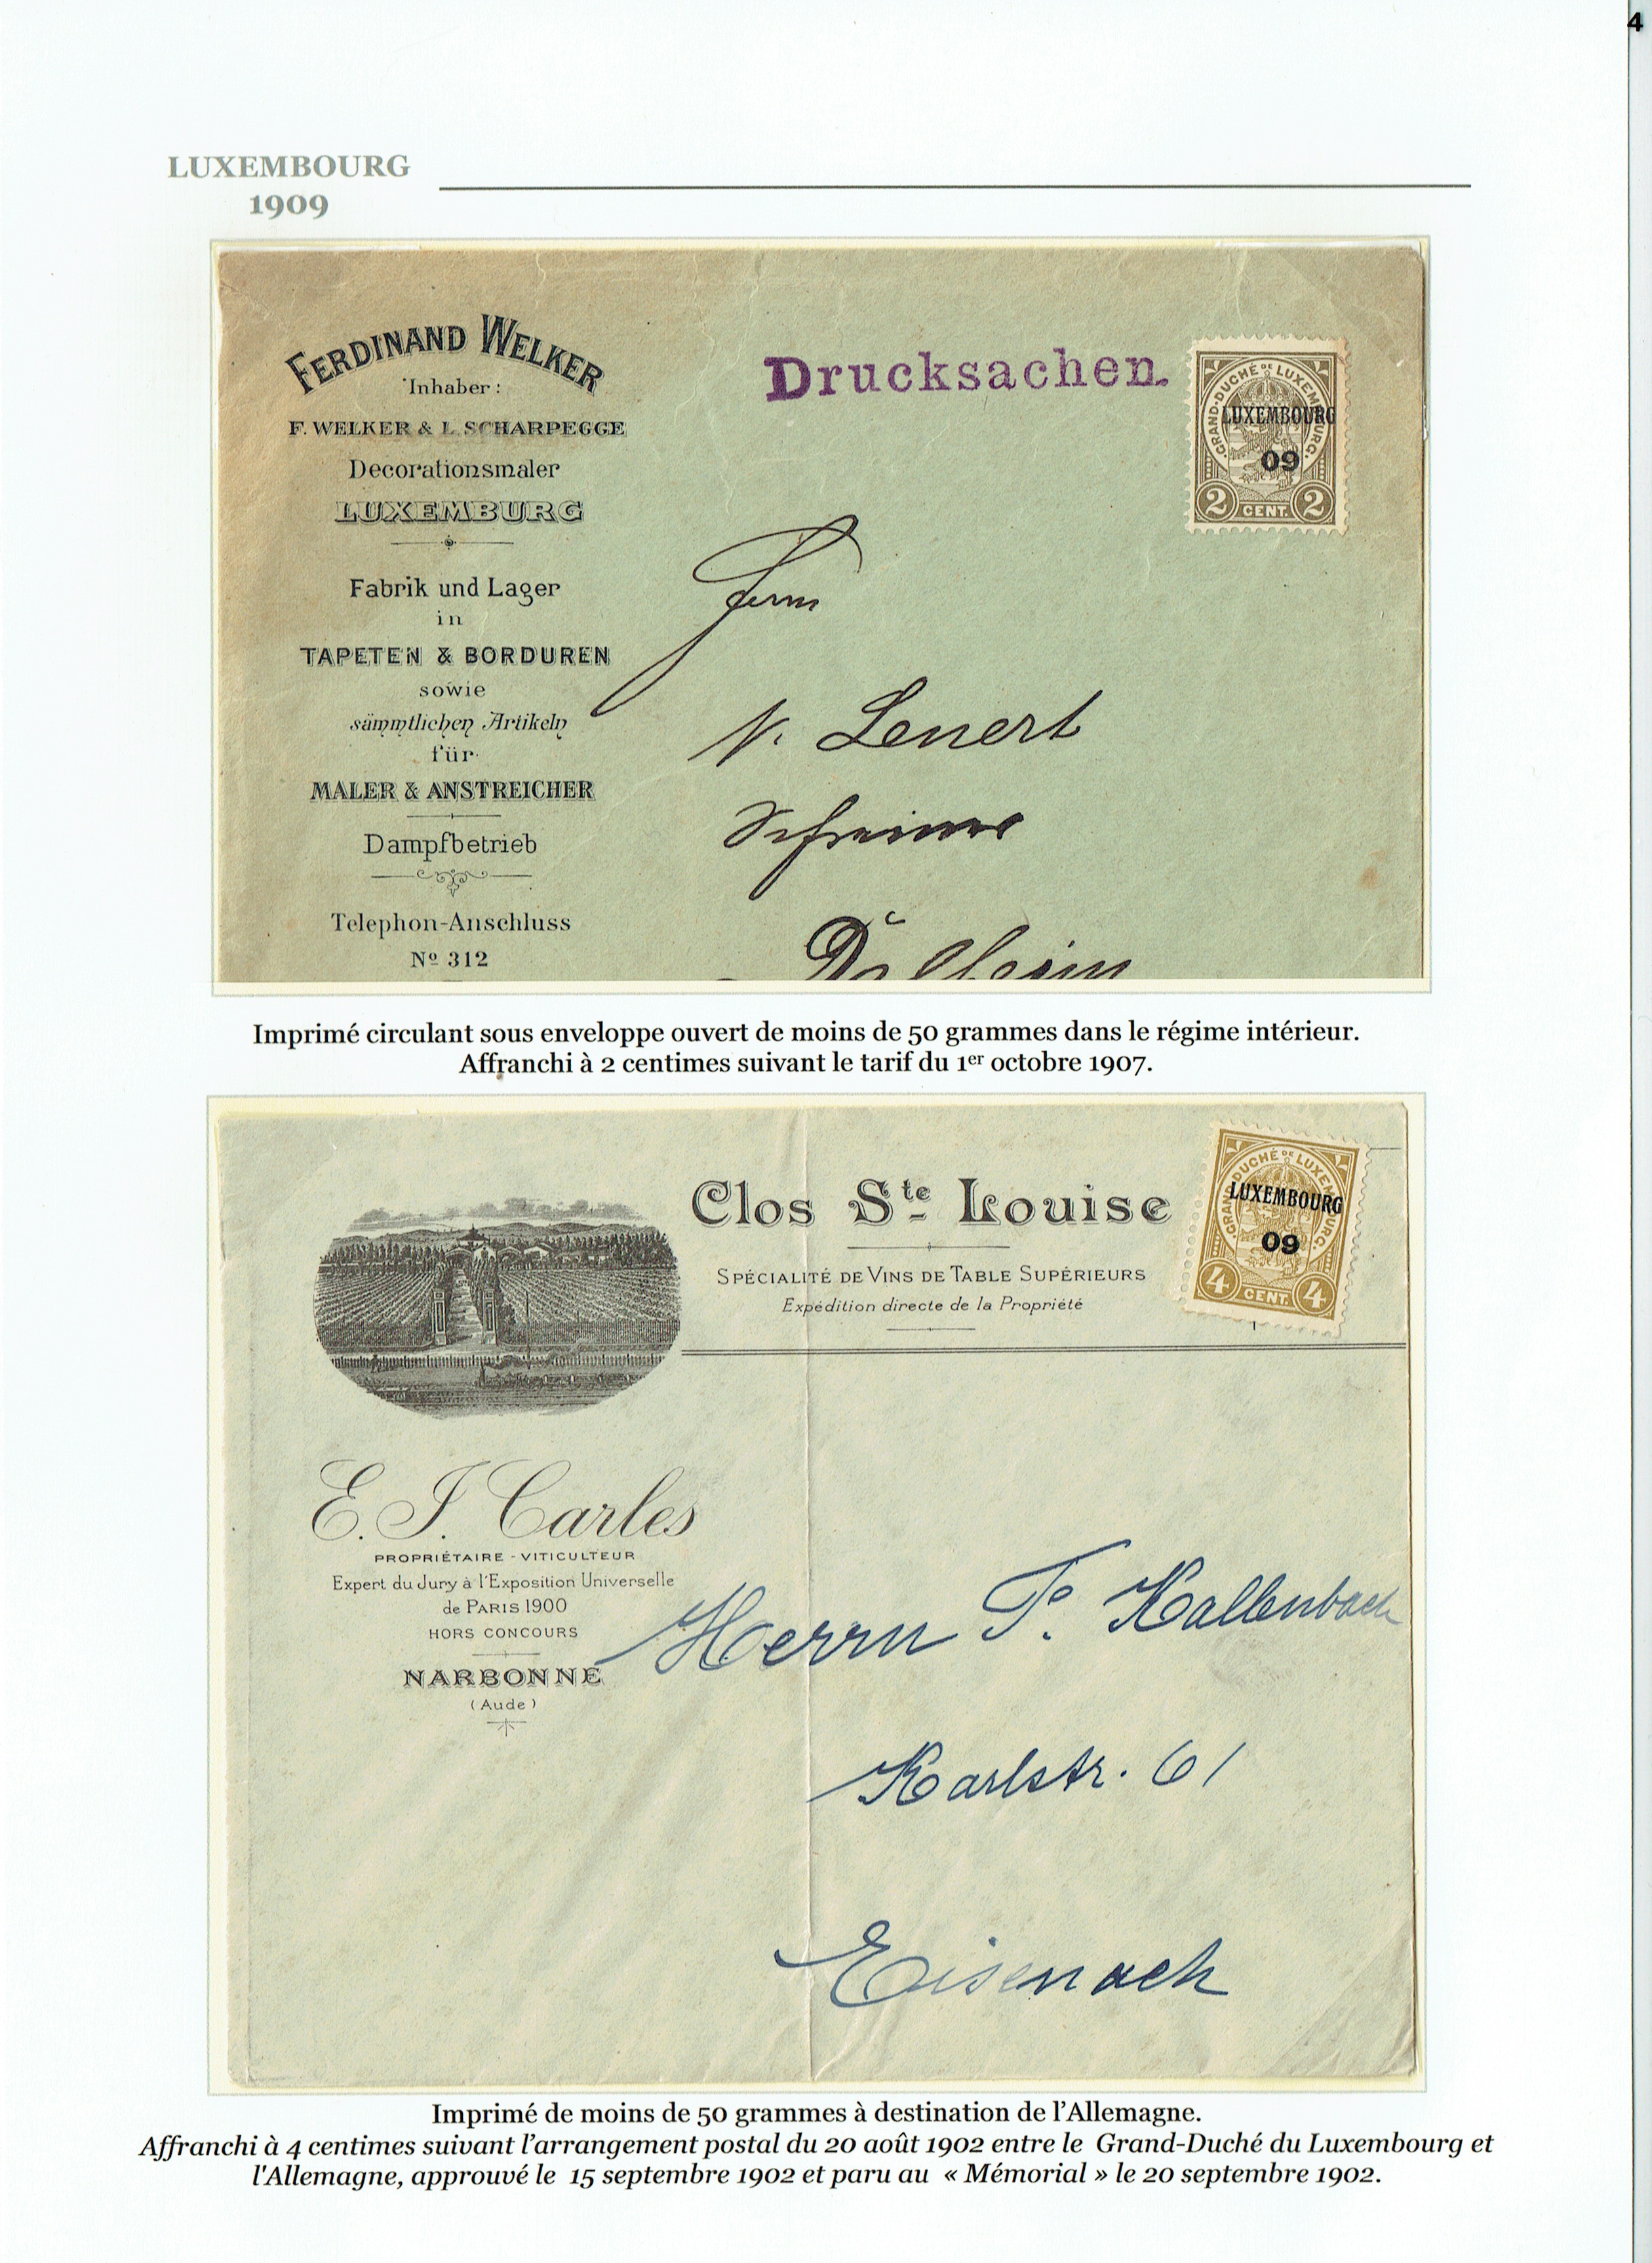 4
LUXEMBOURG
1909
FERDINAND WELKER
Inhaber :
F. WELKER & L. SCHARPEGGE
Decorationsmaler
LUXEMBURG
Fabrik und Lager
in
TAPETEN & BORDUREN
sowie
sämmtlichen Artikeln
für
MALER & ANSTREICHER
Dampfbetrieb
Telephon-Anschluss
Nº 312
Drucksachen.
GRAND-DUCHÉ DE LUXEMBOURG.
LUXEMBOURG
09
2 CENT. 2
Herrn
N. Lenert
Schreiner
Dalheim
Imprimé circulant sous enveloppe ouvert de moins de 50 grammes dans le régime intérieur.
Affranchi à 2 centimes suivant le tarif du 1er octobre 1907.
Clos Ste Louise
SPÉCIALITÉ DE VINS DE TABLE SUPÉRIEURS
Expédition directe de la Propriété
GRAND-DUCHÉ DE LUXEMBOURG.
LUXEMBOURG
09
4 CENT. 4
E. J. Carles
PROPRIÉTAIRE - VITICULTEUR
Expert du Jury à l'Exposition Universelle
de PARIS 1900
HORS CONCOURS
NARBONNE
(Aude)
Herrn P. Kallenbach
Karlstr. 61
Eisenach
Imprimé de moins de 50 grammes à destination de l'Allemagne.
Affranchi à 4 centimes suivant l'arrangement postal du 20 août 1902 entre le Grand-Duché du Luxembourg et
l'Allemagne, approuvé le 15 septembre 1902 et paru au « Mémorial » le 20 septembre 1902.